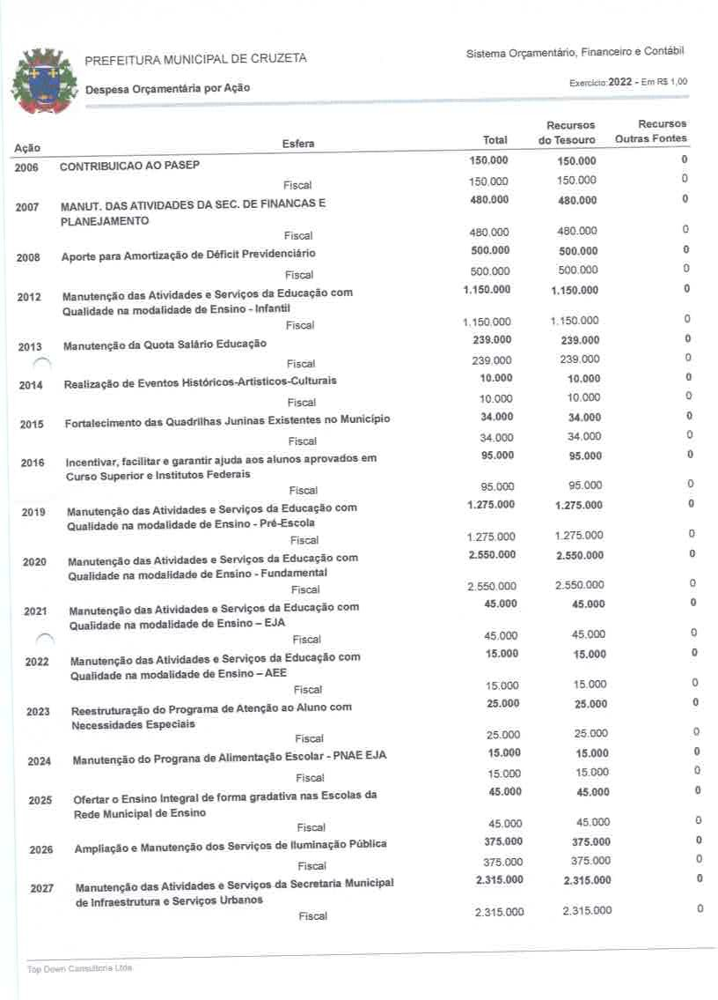 PREFEITURA MUNICIPAL DE CRUZETA
Sistema Orçamentário, Financeiro e Contábil
Despesa Orçamentária por Ação
Exercício:2022 - Em R$ 1,00
Recursos Recursos
Ação Esfera Total do Tesouro Outras Fontes
2006 CONTRIBUICAO AO PASEP 150.000 150.000 0
Fiscal 150.000 150.000 0
2007 MANUT. DAS ATIVIDADES DA SEC. DE FINANCAS E 480.000 480.000 0
PLANEJAMENTO
Fiscal 480.000 480.000 0
2008 Aporte para Amortização de Déficit Previdenciário 500.000 500.000 0
Fiscal 500.000 500.000 0
2012 Manutenção das Atividades e Serviços da Educação com 1.150.000 1.150.000 0
Qualidade na modalidade de Ensino - Infantil
Fiscal 1.150.000 1.150.000 0
2013 Manutenção da Quota Salário Educação 239.000 239.000 0
Fiscal 239.000 239.000 0
2014 Realização de Eventos Históricos-Artísticos-Culturais 10.000 10.000 0
Fiscal 10.000 10.000 0
2015 Fortalecimento das Quadrilhas Juninas Existentes no Município 34.000 34.000 0
Fiscal 34.000 34.000 0
2016 Incentivar, facilitar e garantir ajuda aos alunos aprovados em 95.000 95.000 0
Curso Superior e Institutos Federais
Fiscal 95.000 95.000 0
2019 Manutenção das Atividades e Serviços da Educação com 1.275.000 1.275.000 0
Qualidade na modalidade de Ensino - Pré-Escola
Fiscal 1.275.000 1.275.000 0
2020 Manutenção das Atividades e Serviços da Educação com 2.550.000 2.550.000 0
Qualidade na modalidade de Ensino - Fundamental
Fiscal 2.550.000 2.550.000 0
2021 Manutenção das Atividades e Serviços da Educação com 45.000 45.000 0
Qualidade na modalidade de Ensino – EJA
Fiscal 45.000 45.000 0
2022 Manutenção das Atividades e Serviços da Educação com 15.000 15.000 0
Qualidade na modalidade de Ensino – AEE
Fiscal 15.000 15.000 0
2023 Reestruturação do Programa de Atenção ao Aluno com 25.000 25.000 0
Necessidades Especiais
Fiscal 25.000 25.000 0
2024 Manutenção do Prograna de Alimentação Escolar - PNAE EJA 15.000 15.000 0
Fiscal 15.000 15.000 0
2025 Ofertar o Ensino Integral de forma gradativa nas Escolas da 45.000 45.000 0
Rede Municipal de Ensino
Fiscal 45.000 45.000 0
2026 Ampliação e Manutenção dos Serviços de Iluminação Pública 375.000 375.000 0
Fiscal 375.000 375.000 0
2027 Manutenção das Atividades e Serviços da Secretaria Municipal 2.315.000 2.315.000 0
de Infraestrutura e Serviços Urbanos
Fiscal 2.315.000 2.315.000 0
Top Down Consultoria Ltda